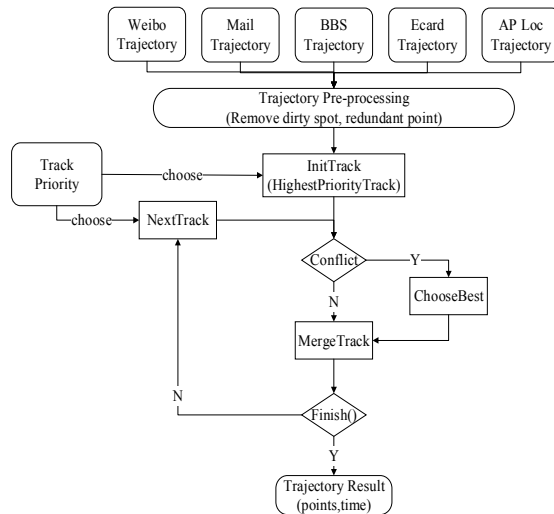 Weibo
Trajectory
Mail
Trajectory
BBS
Trajectory
Ecard
Trajectory
AP Loc
Trajectory
Trajectory Pre-processing
(Remove dirty spot, redundant point)
Track
Priority
choose
InitTrack
(HighestPriorityTrack)
choose
NextTrack
Conflict
Y
ChooseBest
N
MergeTrack
N
Finish()
Y
Trajectory Result
(points,time)